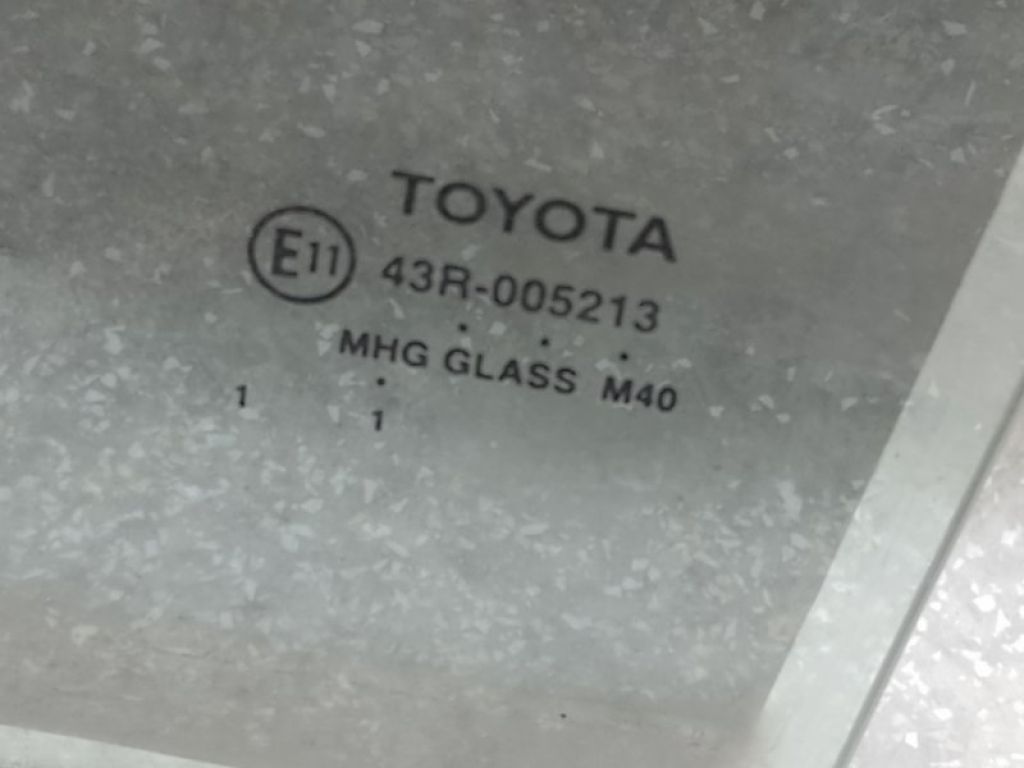 TOYOTA
E11 43R-005213
MHG GLASS M40
1 1